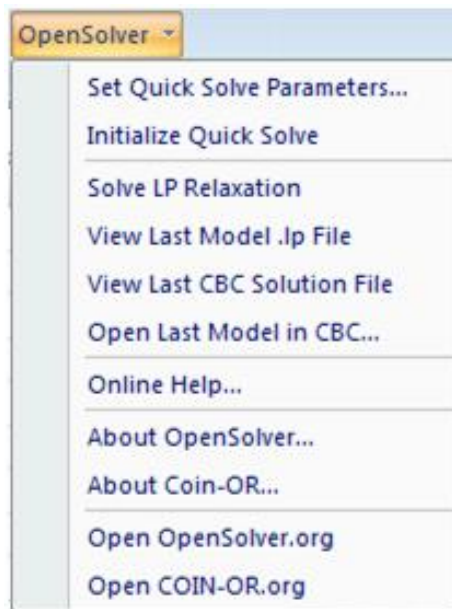 OpenSolver
Set Quick Solve Parameters...
Initialize Quick Solve
Solve LP Relaxation
View Last Model .lp File
View Last CBC Solution File
Open Last Model in CBC...
Online Help...
About OpenSolver...
About Coin-OR...
Open OpenSolver.org
Open COIN-OR.org